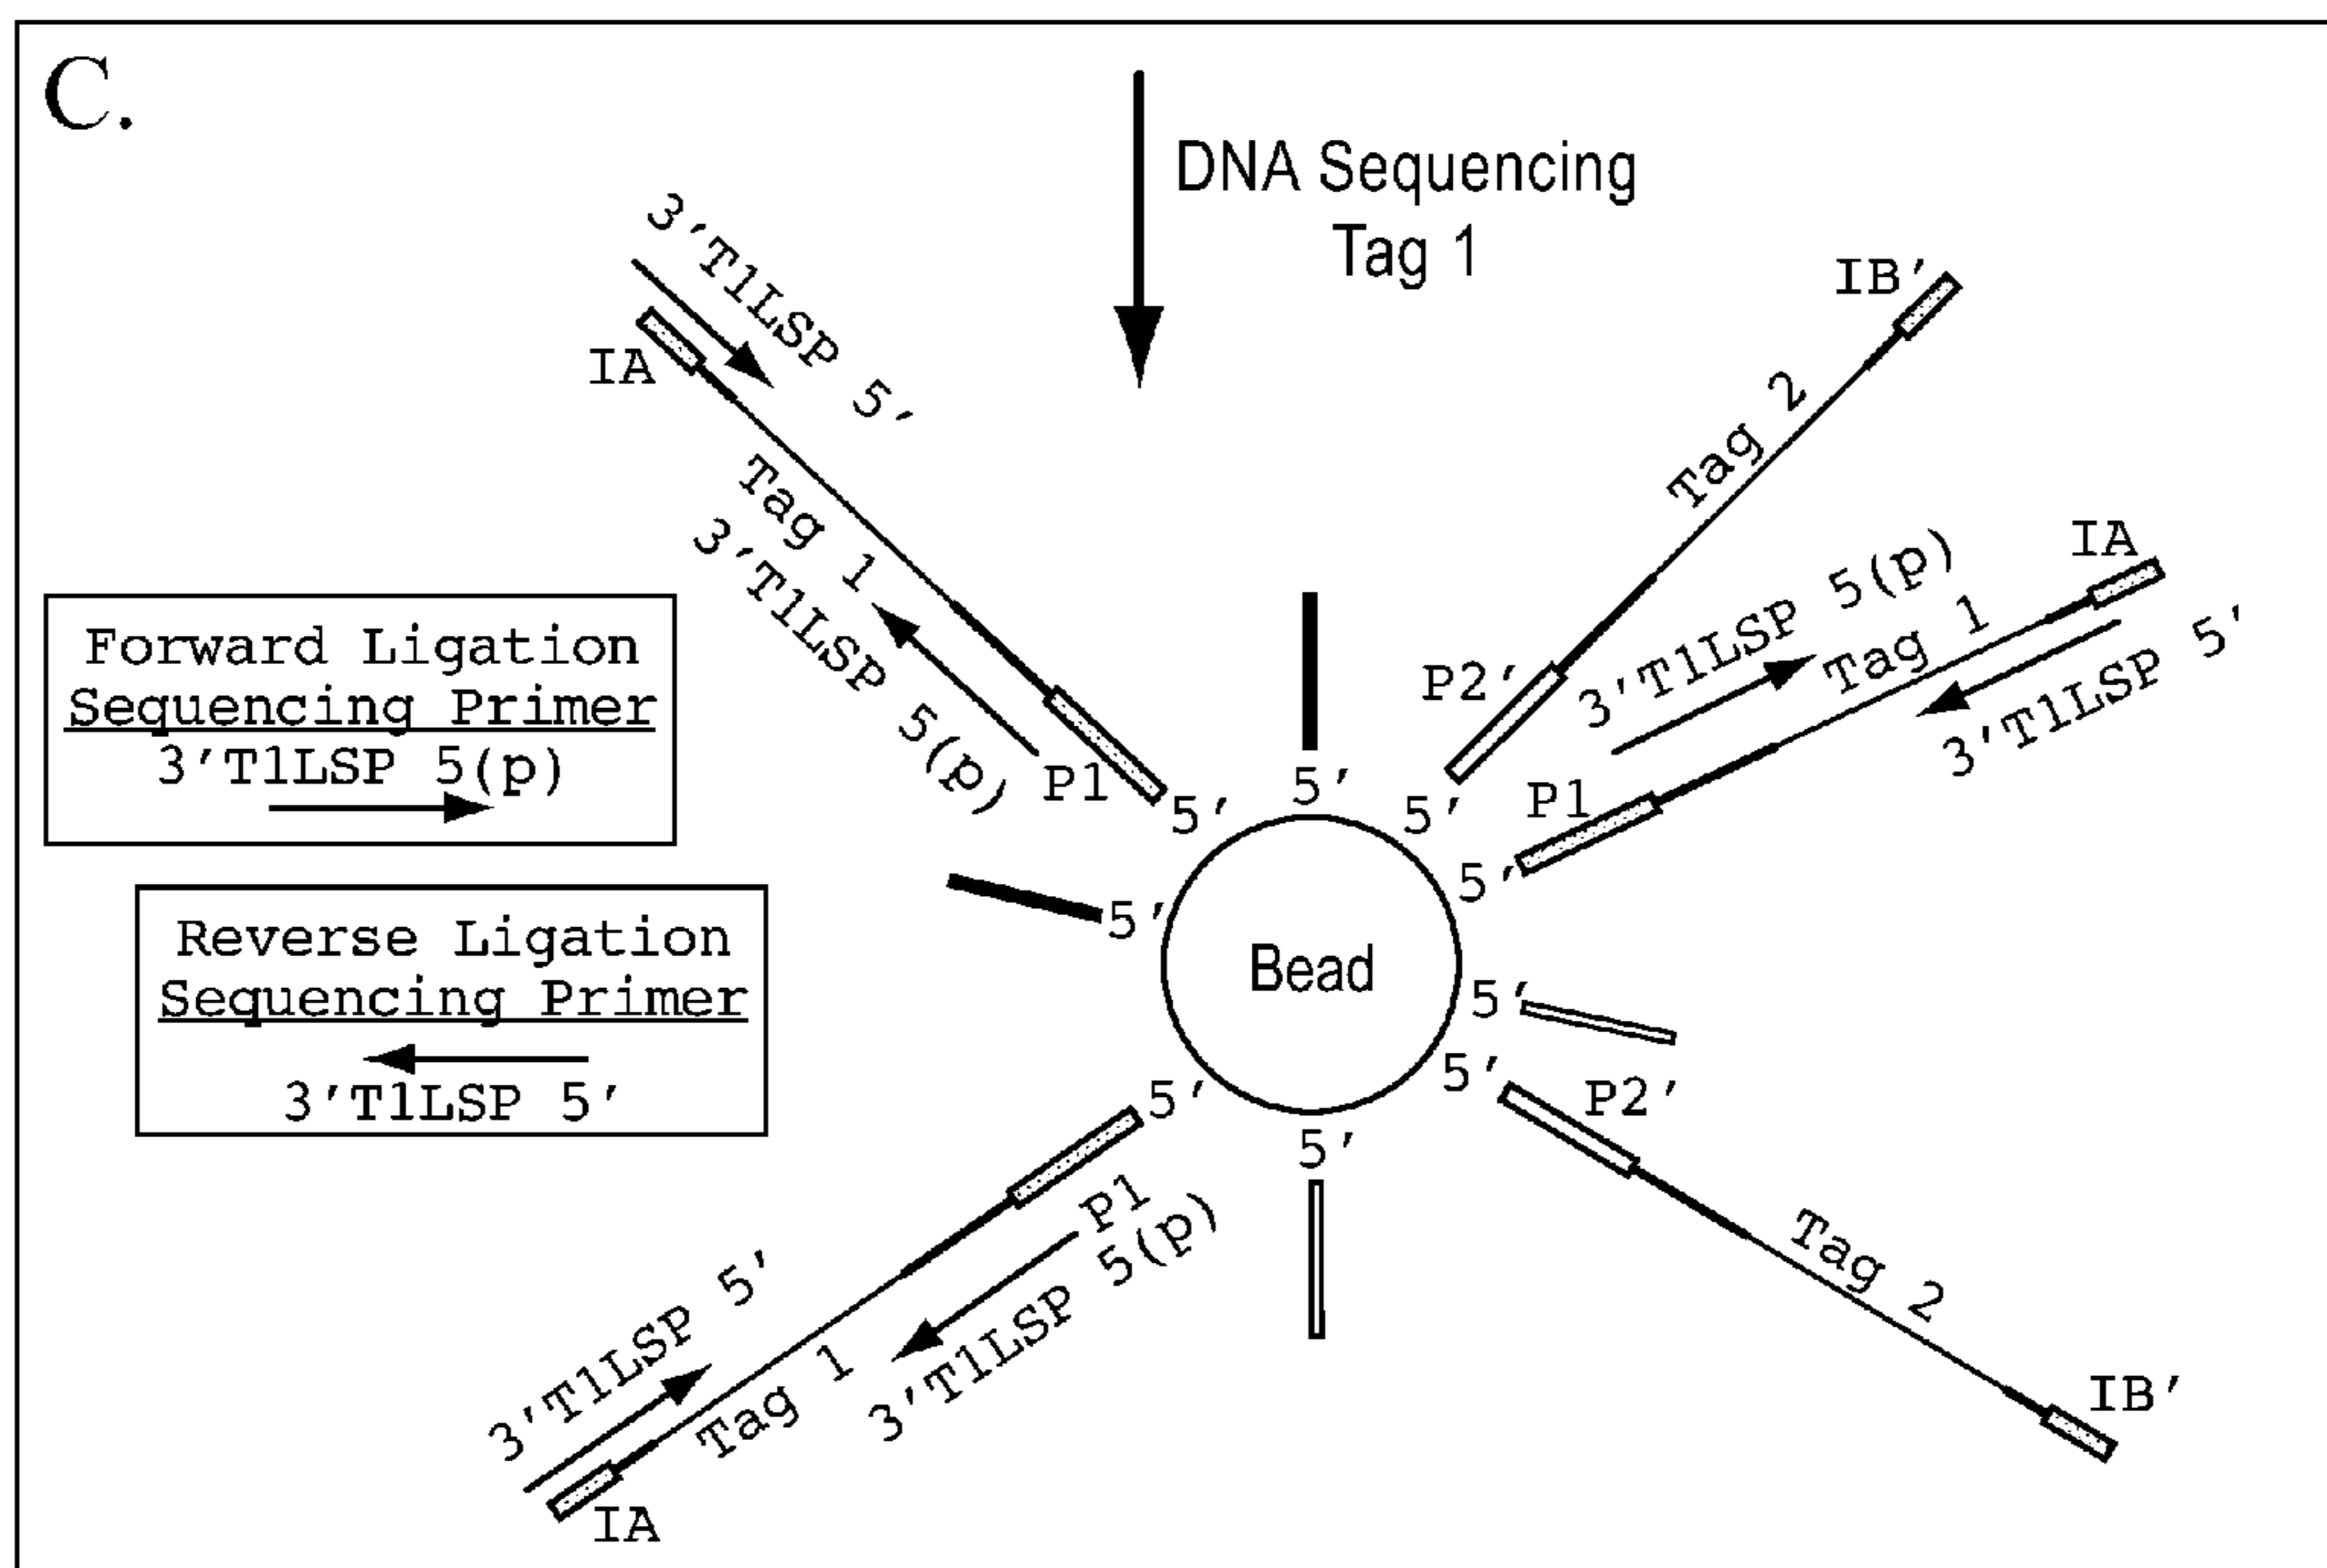 C.
DNA Sequencing
Tag 1
3'T1LSP 5'
IA
Tag 1
3'T1LSP 5(p)
P1
5'
5'
5'
IB'
Tag 2
P2'
5'
IA
3'T1LSP 5(p)
Tag 1
3'T1LSP 5'
P1
5'
Forward Ligation
Sequencing Primer
3'T1LSP 5(p)
Reverse Ligation
Sequencing Primer
3'T1LSP 5'
Bead
5'
5'
P2'
Tag 2
IB'
5'
5'
P1
3'T1LSP 5(p)
3'T1LSP 5'
Tag 1
IA